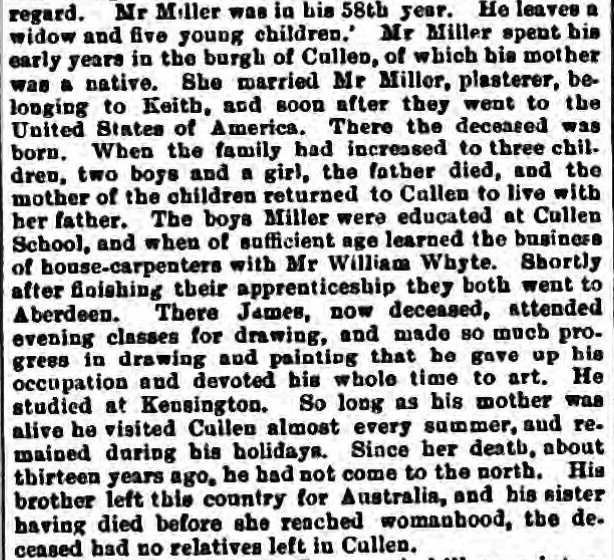 regard. Mr Miller was in his 58th year. He leaves a
widow and five young children.' Mr Miller spent his
early years in the burgh of Cullen, of which his mother
was a native. She married Mr Miller, plasterer, be-
longing to Keith, and soon after they went to the
United States of America. There the deceased was
born. When the family had increased to three chil-
dren, two boys and a girl, the father died, and the
mother of the children returned to Cullen to live with
her father. The boys Miller were educated at Cullen
School, and when of sufficient age learned the business
of house-carpenters with Mr William Whyte. Shortly
after finishing their apprenticeship they both went to
Aberdeen. There James, now deceased, attended
evening classes for drawing, and made so much pro-
gress in drawing and painting that he gave up his
occupation and devoted his whole time to art. He
studied at Kensington. So long as his mother was
alive he visited Cullen almost every summer, and re-
mained during his holidays. Since her death, about
thirteen years ago, he had not come to the north. His
brother left this country for Australia, and his sister
having died before she reached womanhood, the de-
ceased had no relatives left in Cullen.